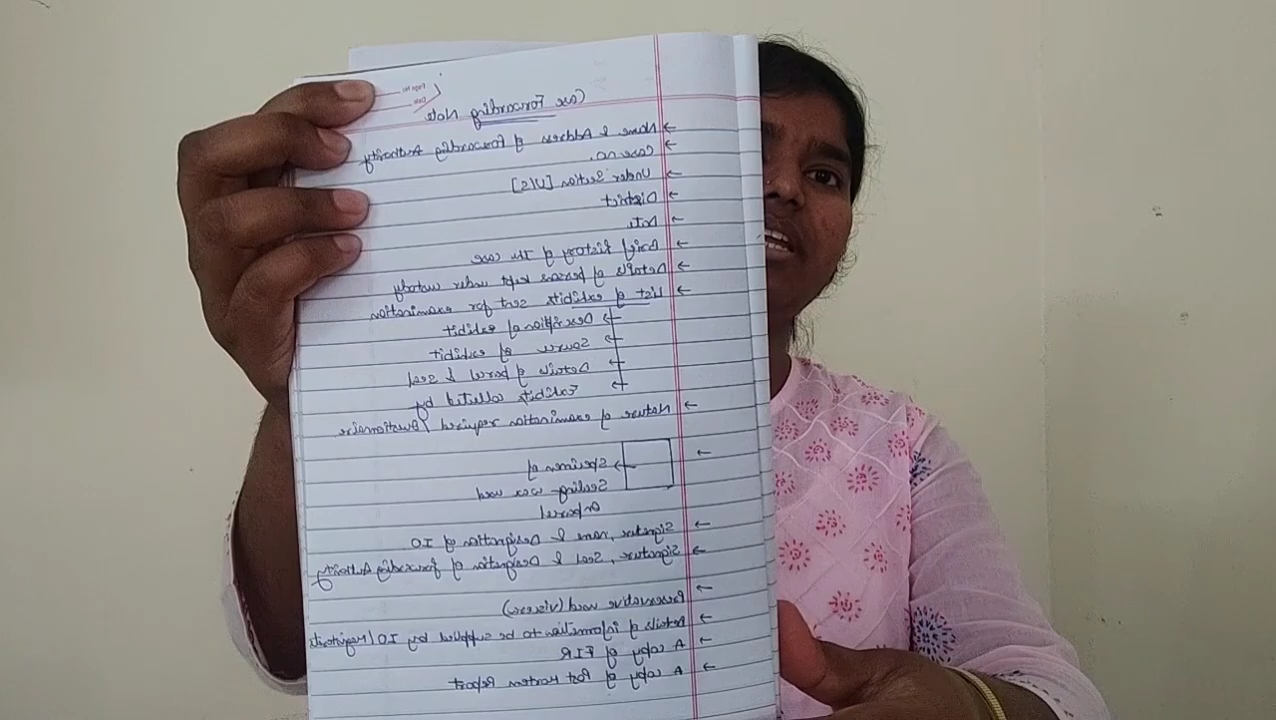 Page No.
Date
Case Forwarding Note
→ Name & Address of Forwarding Authority
→ Case no.
→ Under Section [U/S]
→ District
→ Date
→ Brief History of The case
→ Details of persons kept under custody
→ List of exhibits sent for examination
→ Description of exhibit
→ Source of exhibit
→ Details of parcel & seal
→ Exhibit collected by
→ Nature of examination required / Questionnaire
→ → Specimen of
Sealing wax used
on parcel
→ Signature, name & Designation of IO
→ Signature, Seal & Designation of forwarding Authority
→ Preservative used (viscera)
→ Details of information to be supplied by IO/Magistrate
→ A copy of FIR
→ A copy of Post Mortem Report